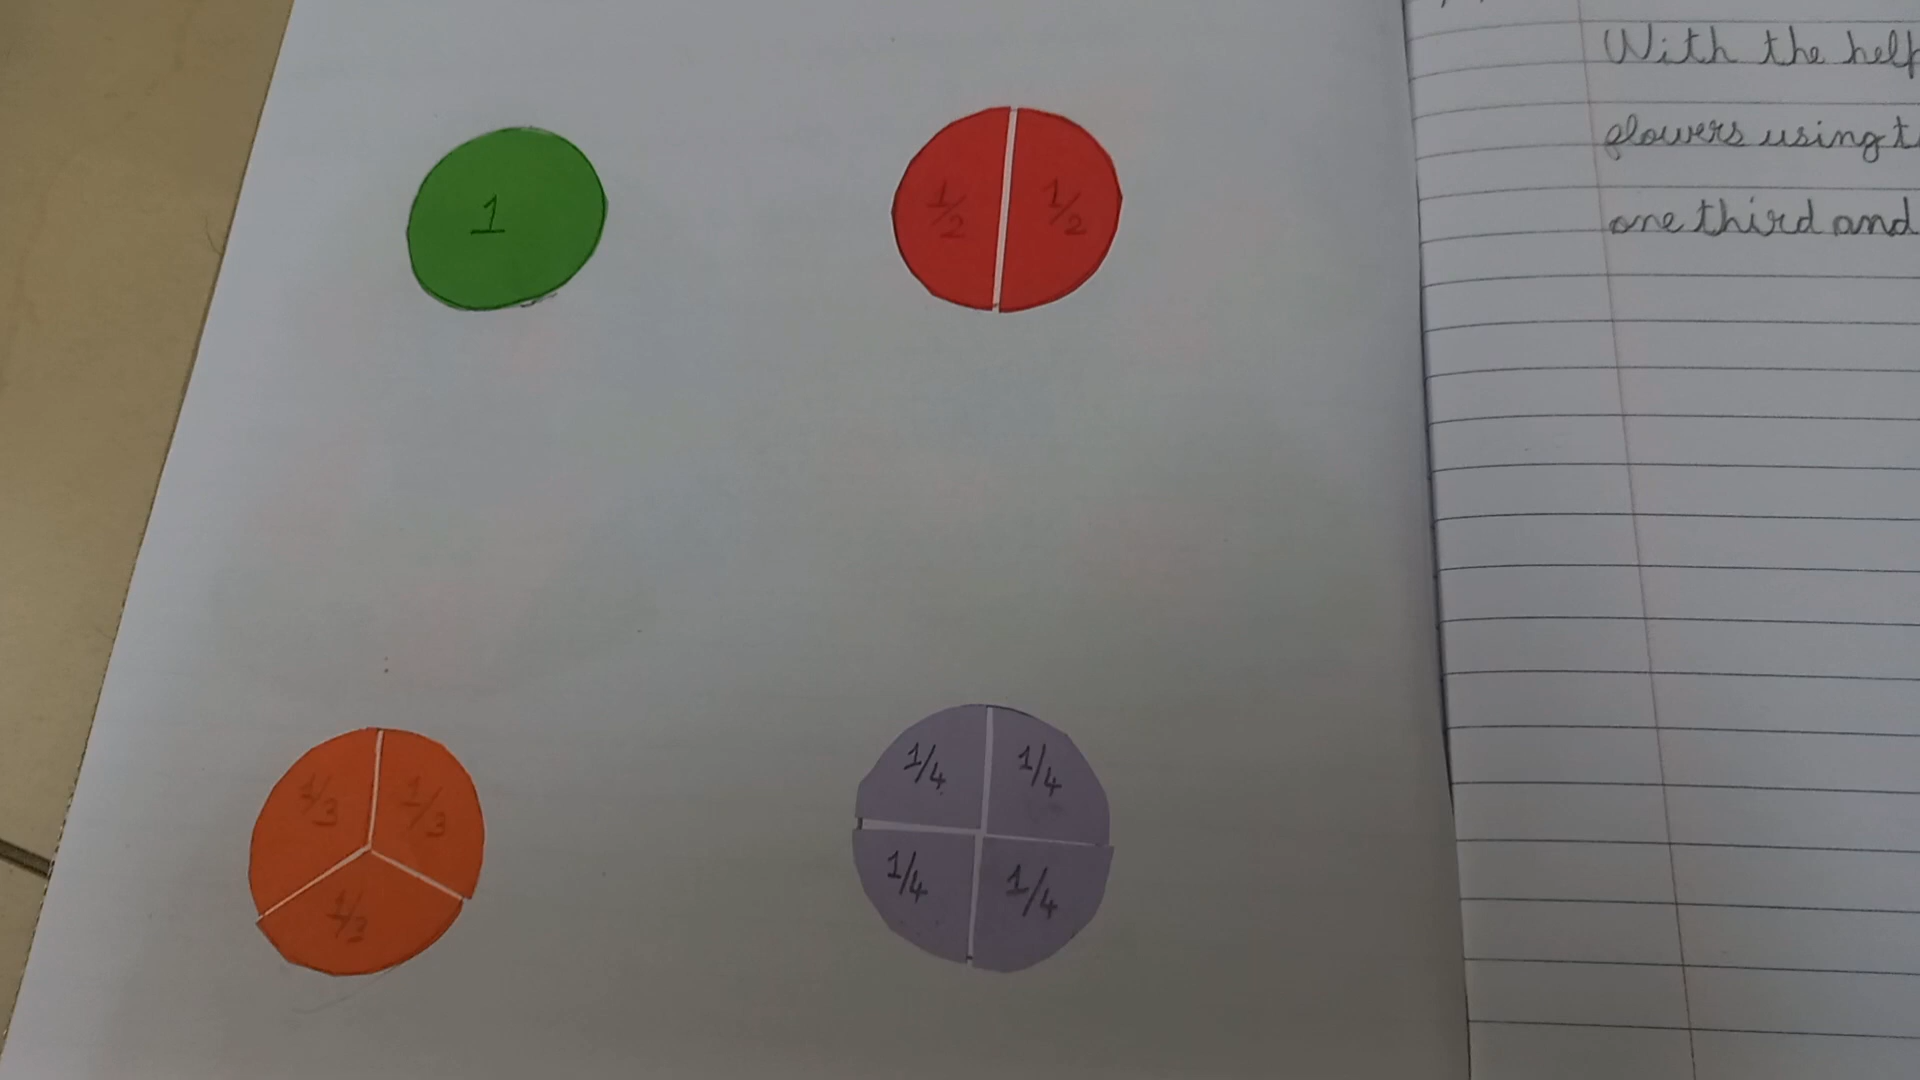 1
1/2 1/2
1/3 1/3
1/3
1/4 1/4
1/4 1/4
With the help
flowers using
one third and